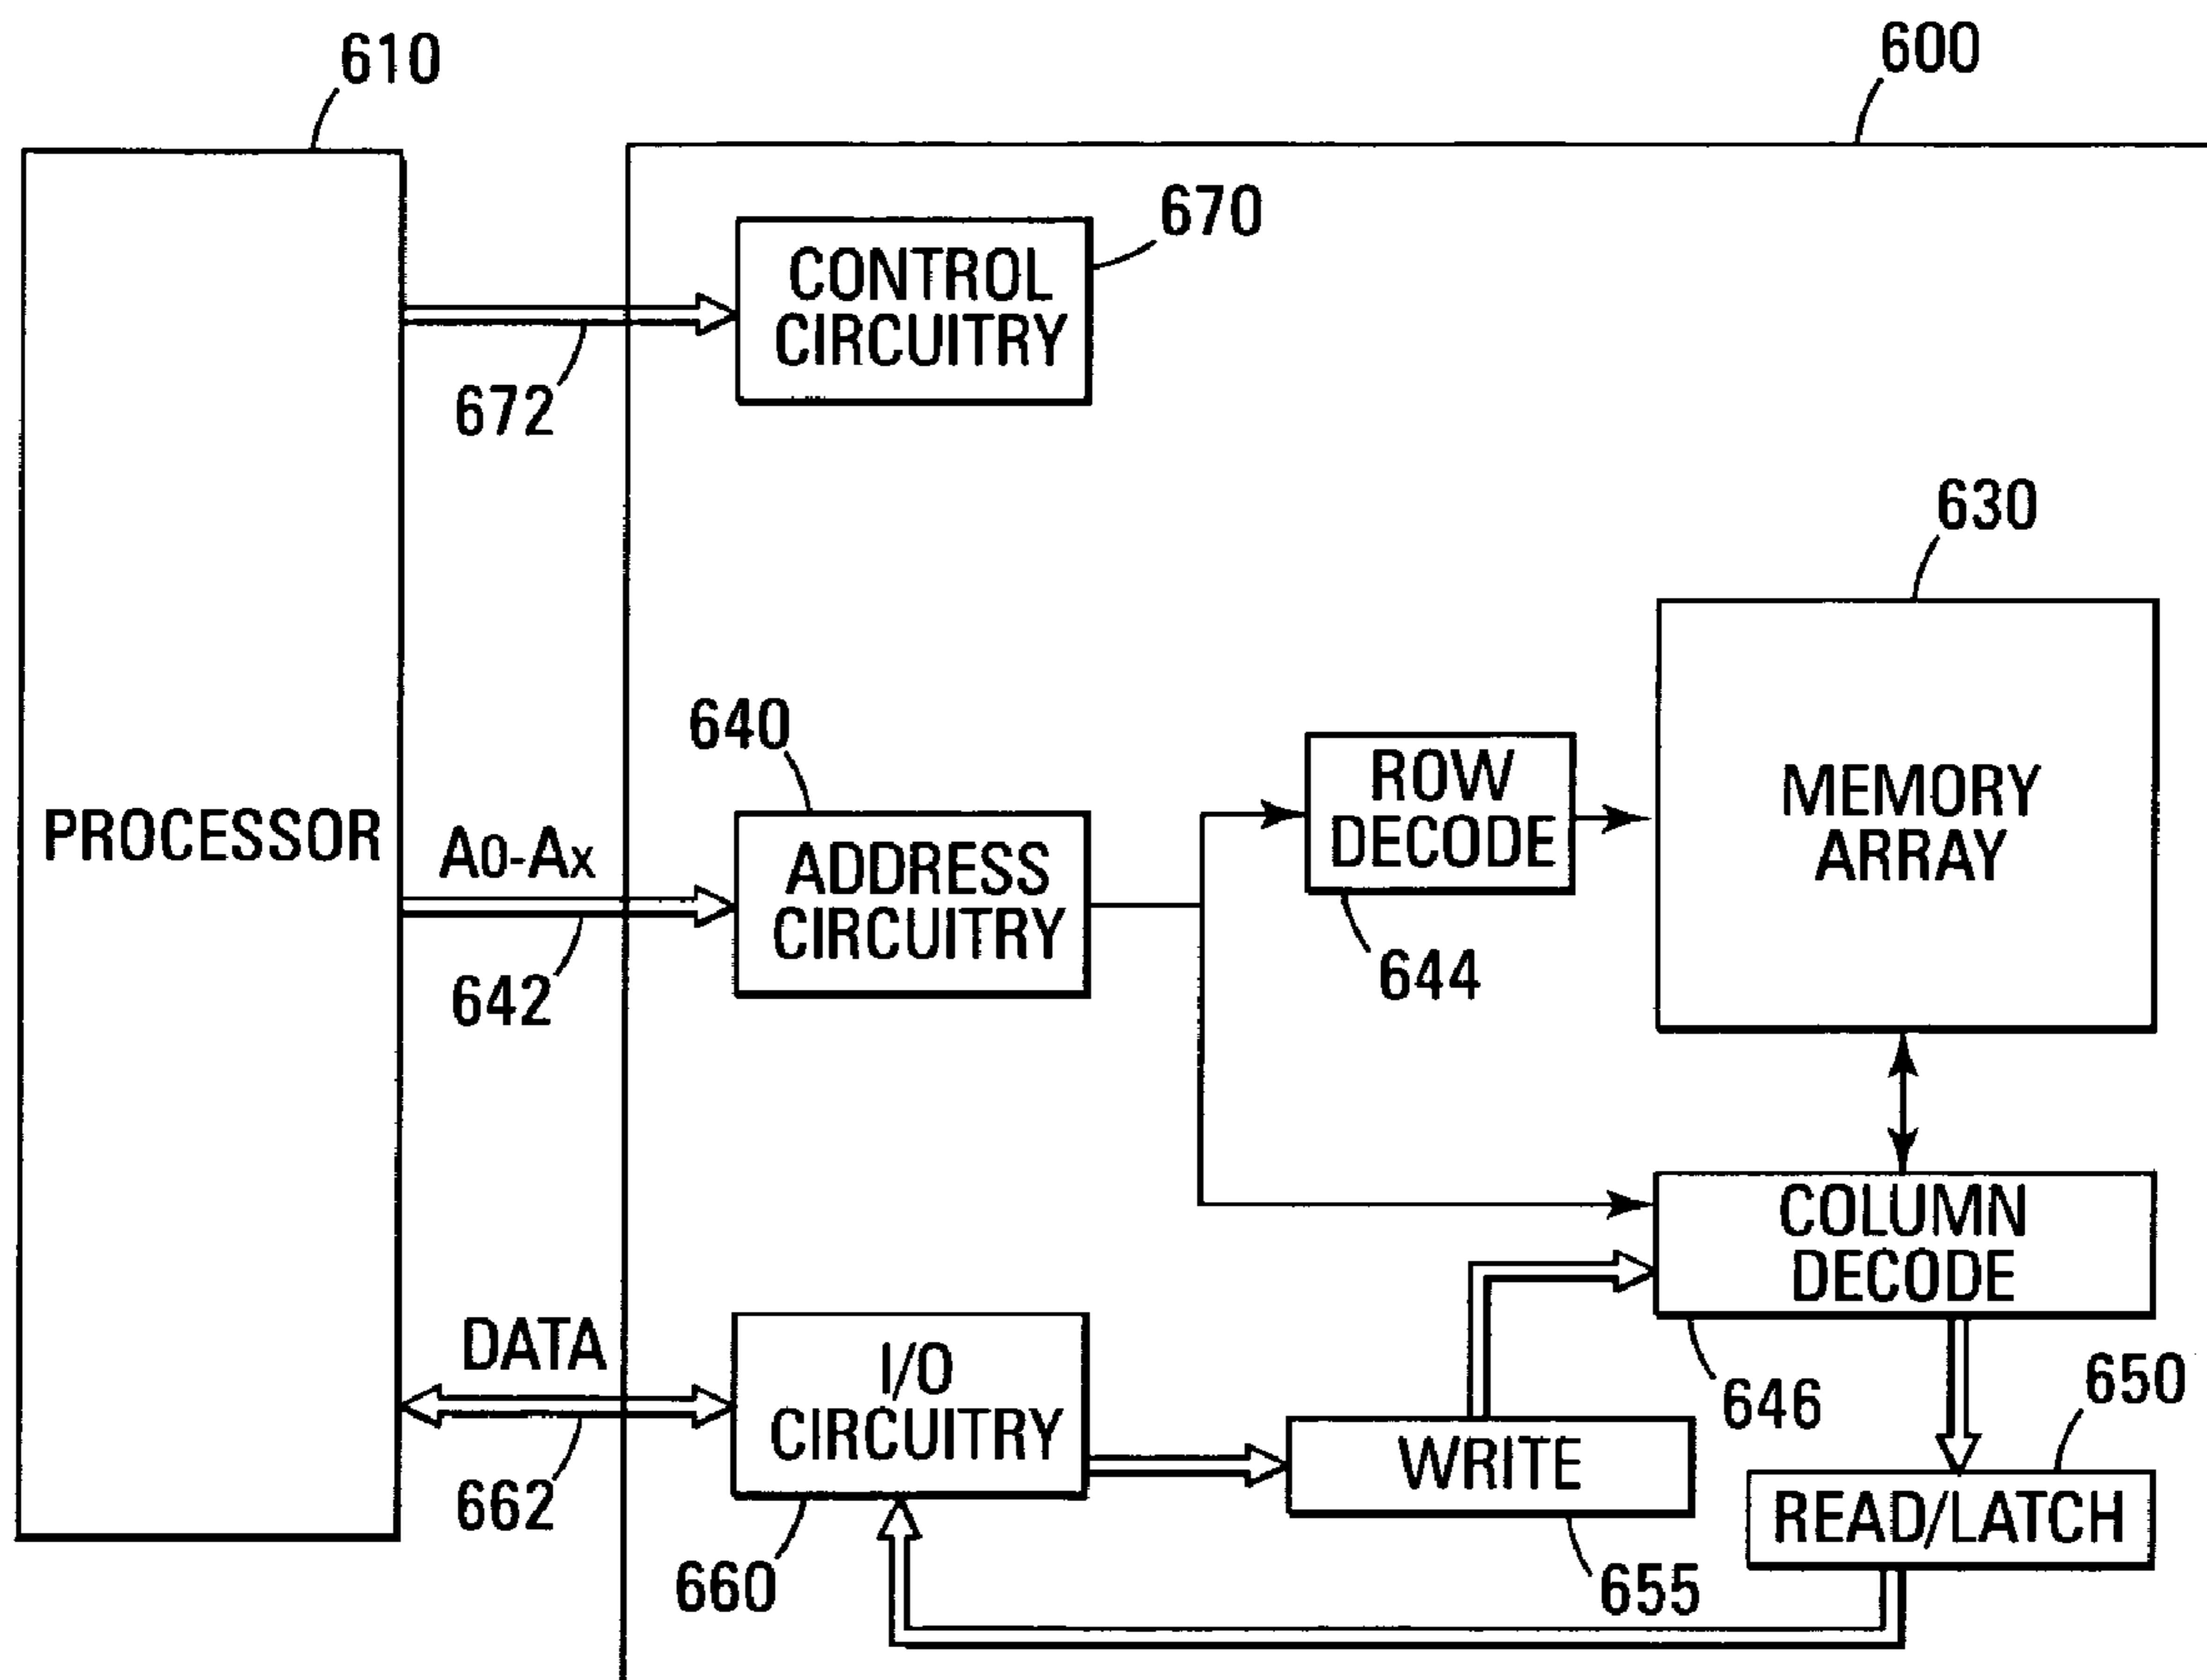 610
600
670
CONTROL
CIRCUITRY
672
630
640
ROW
DECODE
MEMORY
ARRAY
PROCESSOR
A0-Ax
ADDRESS
CIRCUITRY
644
642
COLUMN
DECODE
DATA
I/O
CIRCUITRY
646
650
WRITE
READ/LATCH
662
660
655